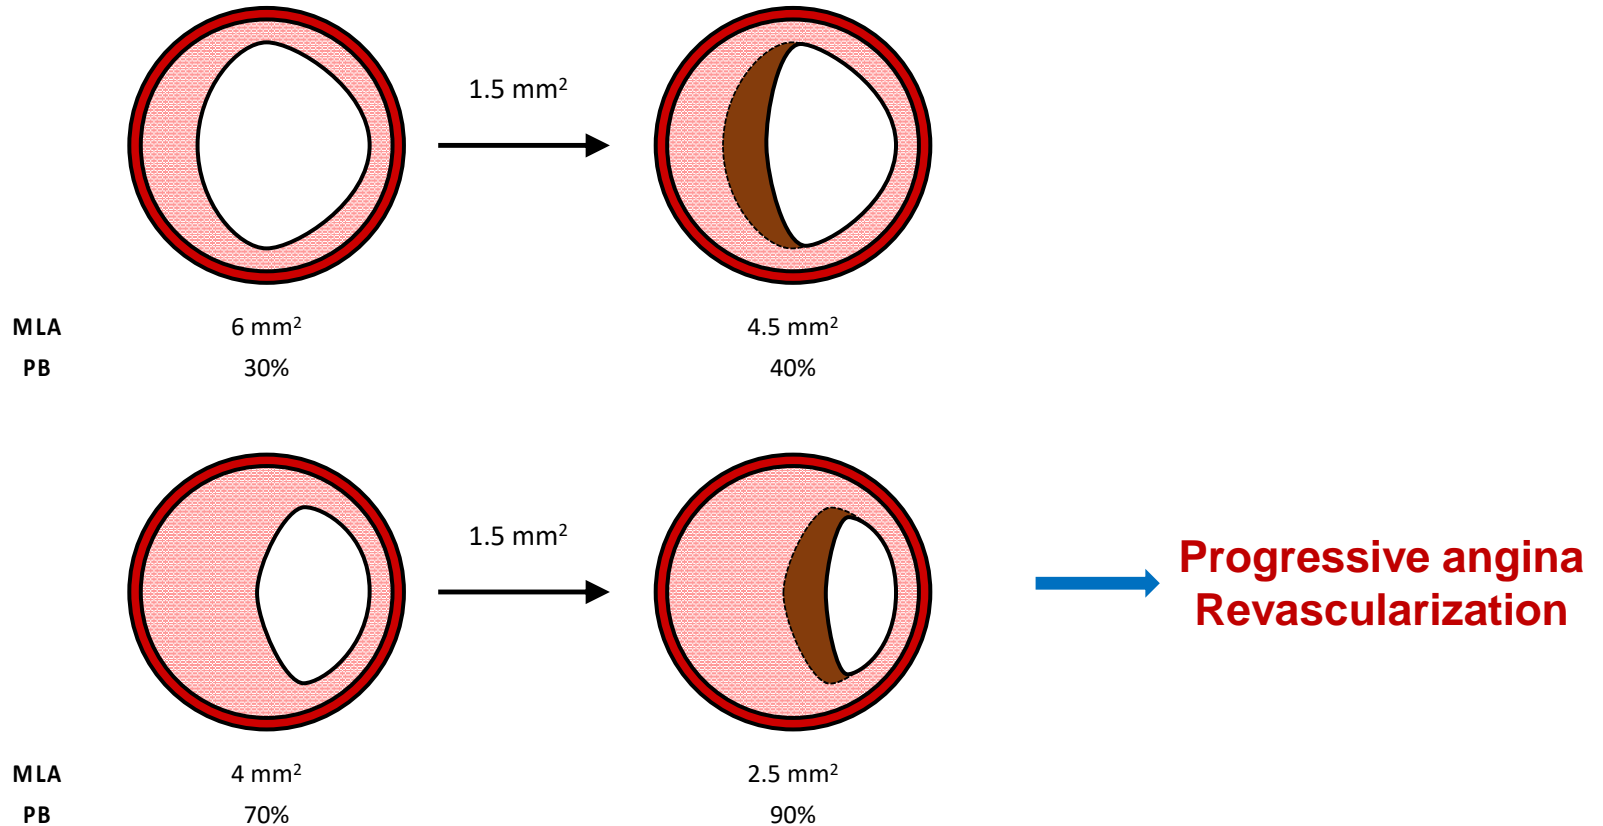 1.5 mm²
MLA 6 mm² 4.5 mm²
PB 30% 40%
1.5 mm²
Progressive angina
Revascularization
MLA 4 mm² 2.5 mm²
PB 70% 90%